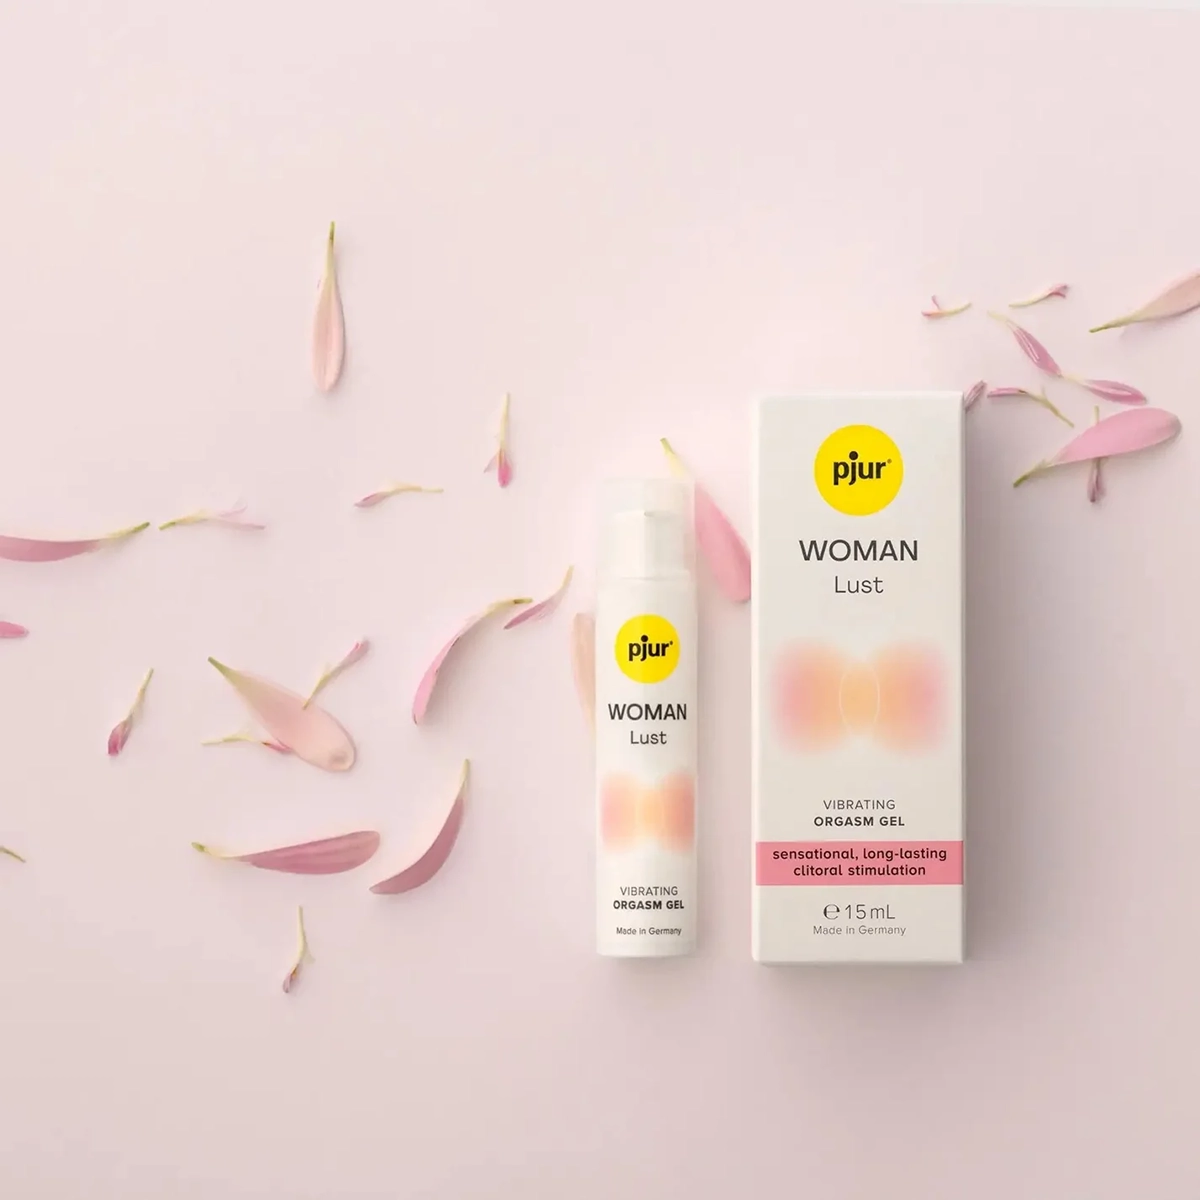 pjur®
WOMAN
Lust
VIBRATING
ORGASM GEL
Made in Germany
pjur®
WOMAN
Lust
VIBRATING
ORGASM GEL
sensational, long-lasting
clitoral stimulation
℮ 15 mL
Made in Germany